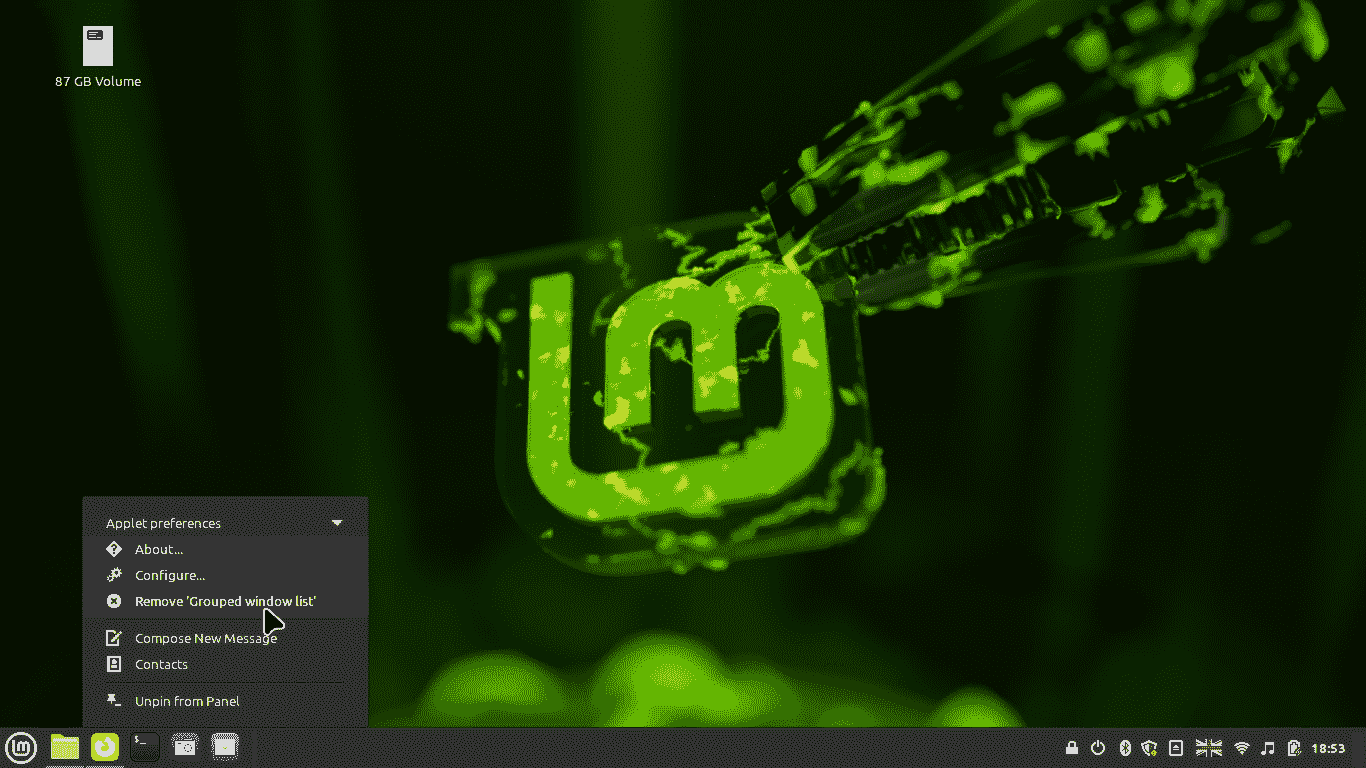 87 GB Volume
Applet preferences
About...
Configure...
Remove 'Grouped window list'
Compose New Message
Contacts
Unpin from Panel
18:53